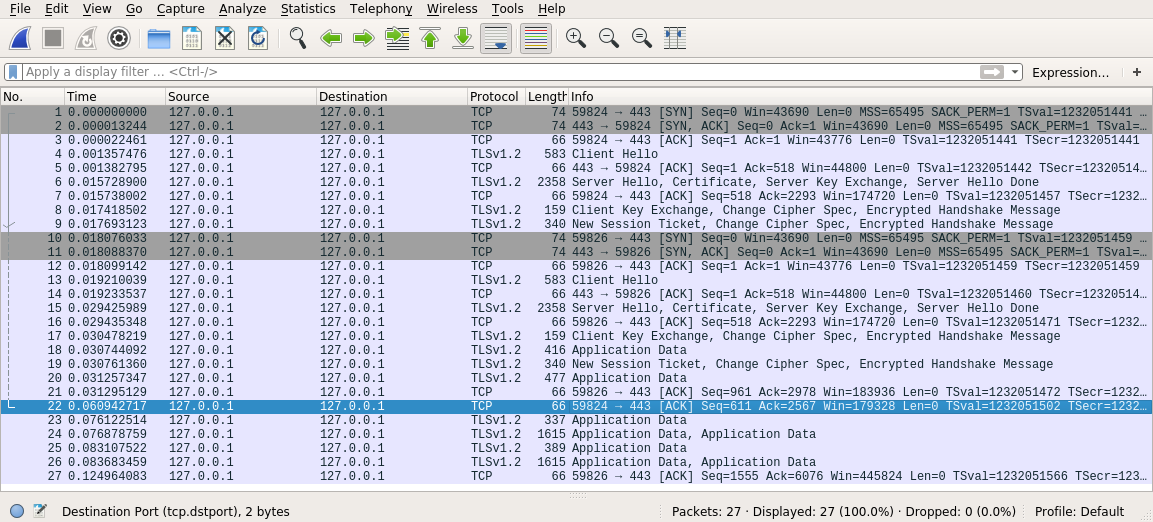 File Edit View Go Capture Analyze Statistics Telephony Wireless Tools Help
Apply a display filter … <Ctrl-/> Expression… +
No. Time Source Destination Protocol Length Info
1 0.000000000 127.0.0.1 127.0.0.1 TCP 74 59824 → 443 [SYN] Seq=0 Win=43690 Len=0 MSS=65495 SACK_PERM=1 TSval=1232051441 …
2 0.000013244 127.0.0.1 127.0.0.1 TCP 74 443 → 59824 [SYN, ACK] Seq=0 Ack=1 Win=43690 Len=0 MSS=65495 SACK_PERM=1 TSval=…
3 0.000022461 127.0.0.1 127.0.0.1 TCP 66 59824 → 443 [ACK] Seq=1 Ack=1 Win=43776 Len=0 TSval=1232051441 TSecr=1232051441
4 0.001357476 127.0.0.1 127.0.0.1 TLSv1.2 583 Client Hello
5 0.001382795 127.0.0.1 127.0.0.1 TCP 66 443 → 59824 [ACK] Seq=1 Ack=518 Win=44800 Len=0 TSval=1232051442 TSecr=12320514…
6 0.015728900 127.0.0.1 127.0.0.1 TLSv1.2 2358 Server Hello, Certificate, Server Key Exchange, Server Hello Done
7 0.015738002 127.0.0.1 127.0.0.1 TCP 66 59824 → 443 [ACK] Seq=518 Ack=2293 Win=174720 Len=0 TSval=1232051457 TSecr=1232…
8 0.017418502 127.0.0.1 127.0.0.1 TLSv1.2 159 Client Key Exchange, Change Cipher Spec, Encrypted Handshake Message
9 0.017693123 127.0.0.1 127.0.0.1 TLSv1.2 340 New Session Ticket, Change Cipher Spec, Encrypted Handshake Message
10 0.018076033 127.0.0.1 127.0.0.1 TCP 74 59826 → 443 [SYN] Seq=0 Win=43690 Len=0 MSS=65495 SACK_PERM=1 TSval=1232051459 …
11 0.018088370 127.0.0.1 127.0.0.1 TCP 74 443 → 59826 [SYN, ACK] Seq=0 Ack=1 Win=43690 Len=0 MSS=65495 SACK_PERM=1 TSval=…
12 0.018099142 127.0.0.1 127.0.0.1 TCP 66 59826 → 443 [ACK] Seq=1 Ack=1 Win=43776 Len=0 TSval=1232051459 TSecr=1232051459
13 0.019210039 127.0.0.1 127.0.0.1 TLSv1.2 583 Client Hello
14 0.019233537 127.0.0.1 127.0.0.1 TCP 66 443 → 59826 [ACK] Seq=1 Ack=518 Win=44800 Len=0 TSval=1232051460 TSecr=12320514…
15 0.029425989 127.0.0.1 127.0.0.1 TLSv1.2 2358 Server Hello, Certificate, Server Key Exchange, Server Hello Done
16 0.029435348 127.0.0.1 127.0.0.1 TCP 66 59826 → 443 [ACK] Seq=518 Ack=2293 Win=174720 Len=0 TSval=1232051471 TSecr=1232…
17 0.030478219 127.0.0.1 127.0.0.1 TLSv1.2 159 Client Key Exchange, Change Cipher Spec, Encrypted Handshake Message
18 0.030744092 127.0.0.1 127.0.0.1 TLSv1.2 416 Application Data
19 0.030761360 127.0.0.1 127.0.0.1 TLSv1.2 340 New Session Ticket, Change Cipher Spec, Encrypted Handshake Message
20 0.031257347 127.0.0.1 127.0.0.1 TLSv1.2 477 Application Data
21 0.031295129 127.0.0.1 127.0.0.1 TCP 66 59826 → 443 [ACK] Seq=961 Ack=2978 Win=183936 Len=0 TSval=1232051472 TSecr=1232…
22 0.060942717 127.0.0.1 127.0.0.1 TCP 66 59824 → 443 [ACK] Seq=611 Ack=2567 Win=179328 Len=0 TSval=1232051502 TSecr=1232…
23 0.076122514 127.0.0.1 127.0.0.1 TLSv1.2 337 Application Data
24 0.076878759 127.0.0.1 127.0.0.1 TLSv1.2 1615 Application Data, Application Data
25 0.083107522 127.0.0.1 127.0.0.1 TLSv1.2 389 Application Data
26 0.083683459 127.0.0.1 127.0.0.1 TLSv1.2 1615 Application Data, Application Data
27 0.124964083 127.0.0.1 127.0.0.1 TCP 66 59826 → 443 [ACK] Seq=1555 Ack=6076 Win=445824 Len=0 TSval=1232051566 TSecr=123…
Destination Port (tcp.dstport), 2 bytes Packets: 27 · Displayed: 27 (100.0%) · Dropped: 0 (0.0%) Profile: Default